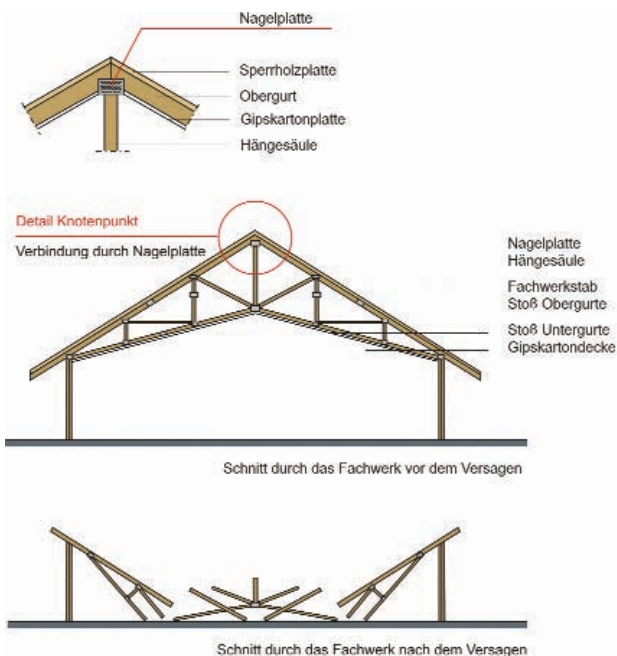 Nagelplatte
Sperrholzplatte
Obergurt
Gipskartonplatte
Hängesäule
Detail Knotenpunkt
Verbindung durch Nagelplatte
Nagelplatte
Hängesäule
Fachwerkstab
Stoß Obergurte
Stoß Untergurte
Gipskartondecke
Schnitt durch das Fachwerk vor dem Versagen
Schnitt durch das Fachwerk nach dem Versagen